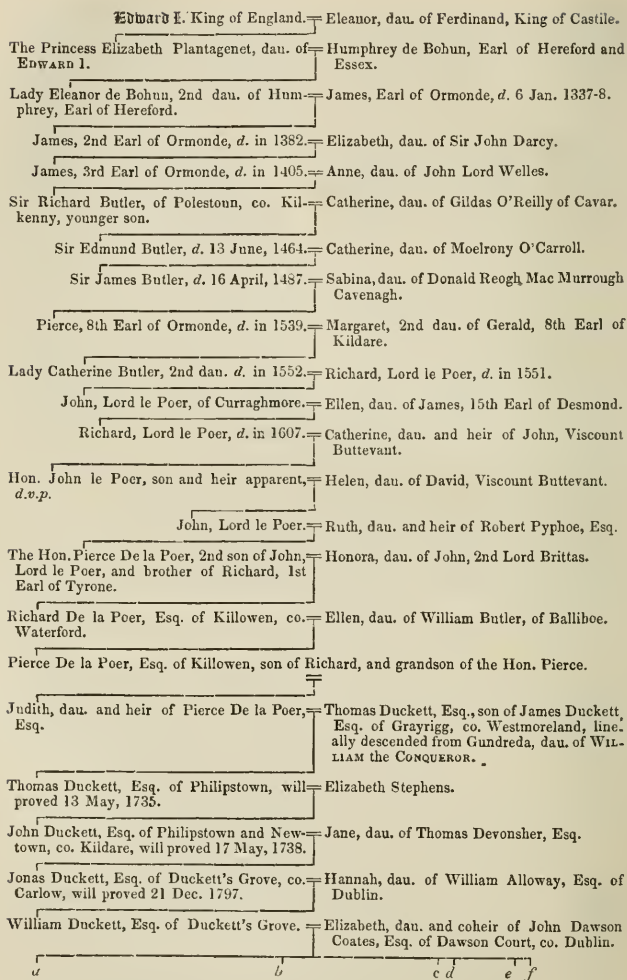 Edward I. King of England. = Eleanor, dau. of Ferdinand, King of Castile.
The Princess Elizabeth Plantagenet, dau. of = Humphrey de Bohun, Earl of Hereford and
EDWARD I. Essex.
Lady Eleanor de Bohun, 2nd dau. of Hum- = James, Earl of Ormonde, d. 6 Jan. 1337-8.
phrey, Earl of Hereford.
James, 2nd Earl of Ormonde, d. in 1382. = Elizabeth, dau. of Sir John Darcy.
James, 3rd Earl of Ormonde, d. in 1405. = Anne, dau. of John Lord Welles.
Sir Richard Butler, of Polestoun, co. Kil- = Catherine, dau. of Gildas O'Reilly of Cavar.
kenny, younger son.
Sir Edmund Butler, d. 13 June, 1464. = Catherine, dau. of Moelrony O'Carroll.
Sir James Butler, d. 16 April, 1487. = Sabina, dau. of Donald Reogh Mac Murrough
Cavenagh.
Pierce, 8th Earl of Ormonde, d. in 1539. = Margaret, 2nd dau. of Gerald, 8th Earl of
Kildare.
Lady Catherine Butler, 2nd dau. d. in 1552. = Richard, Lord le Poer, d. in 1551.
John, Lord le Poer, of Curraghmore. = Ellen, dau. of James, 15th Earl of Desmond.
Richard, Lord le Poer, d. in 1607. = Catherine, dau. and heir of John, Viscount
Buttevant.
Hon. John le Poer, son and heir apparent, = Helen, dau. of David, Viscount Buttevant.
d.v.p.
John, Lord le Poer. = Ruth, dau. and heir of Robert Pyphoe, Esq.
The Hon. Pierce De la Poer, 2nd son of John, = Honora, dau. of John, 2nd Lord Brittas.
Lord le Poer, and brother of Richard, 1st
Earl of Tyrone.
Richard De la Poer, Esq. of Killowen, co. = Ellen, dau. of William Butler, of Balliboe.
Waterford.
Pierce De la Poer, Esq. of Killowen, son of Richard, and grandson of the Hon. Pierce.
=
Judith, dau. and heir of Pierce De la Poer, = Thomas Duckett, Esq., son of James Duckett,
Esq. Esq. of Grayrigg, co. Westmoreland, line-
ally descended from Gundreda, dau. of WIL-
LIAM the CONQUEROR.
Thomas Duckett, Esq. of Philipstown, will = Elizabeth Stephens.
proved 13 May, 1735.
John Duckett, Esq. of Philipstown and New- = Jane, dau. of Thomas Devonsher, Esq.
town, co. Kildare, will proved 17 May, 1738.
Jonas Duckett, Esq. of Duckett's Grove, co. = Hannah, dau. of William Alloway, Esq. of
Carlow, will proved 21 Dec. 1797. Dublin.
William Duckett, Esq. of Duckett's Grove. = Elizabeth, dau. and coheir of John Dawson
Coates, Esq. of Dawson Court, co. Dublin.
a b c d e f